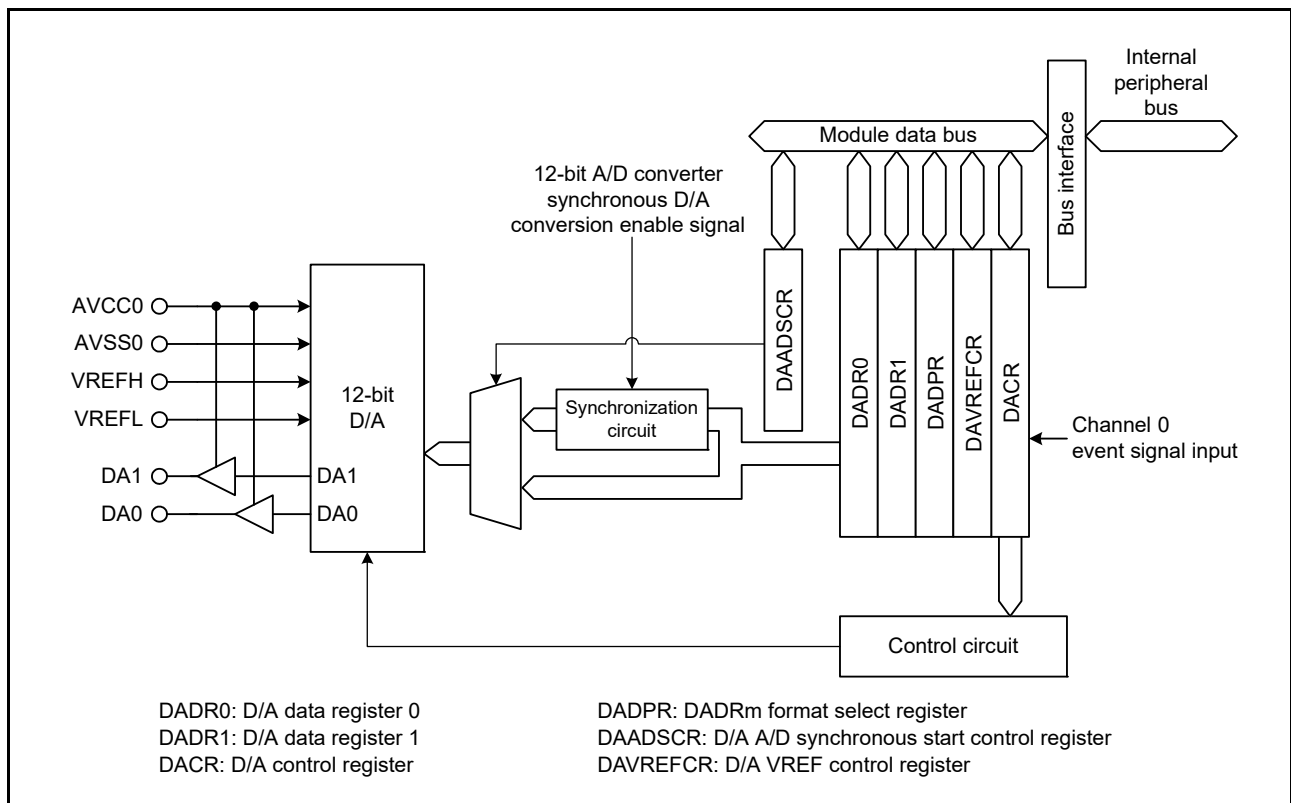 Internal
peripheral
bus
Module data bus
Bus interface
12-bit A/D converter
synchronous D/A
conversion enable signal
AVCC0
AVSS0
VREFH
VREFL
DA1
DA0
12-bit
D/A
DA1
DA0
Synchronization
circuit
DAADSCR
DADR0
DADR1
DADPR
DAVREFCR
DACR
Channel 0
event signal input
Control circuit
DADR0: D/A data register 0
DADR1: D/A data register 1
DACR: D/A control register
DADPR: DADRm format select register
DAADSCR: D/A A/D synchronous start control register
DAVREFCR: D/A VREF control register